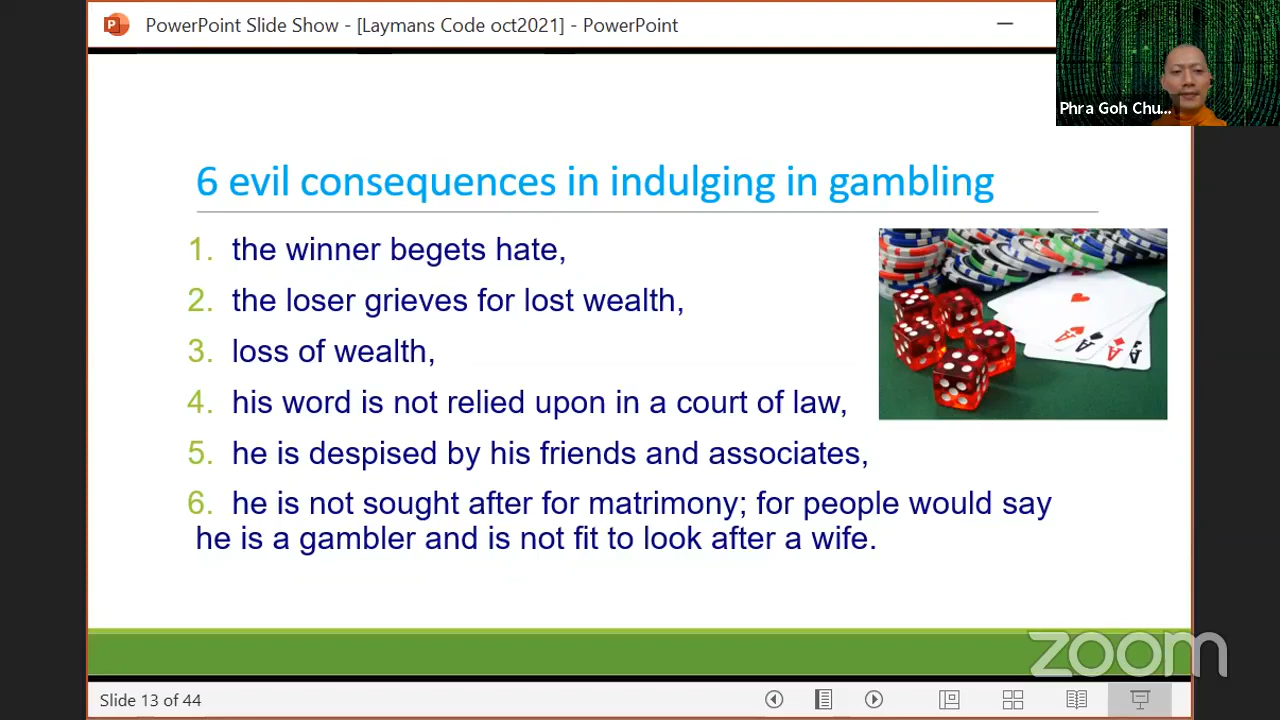 PowerPoint Slide Show - [Laymans Code oct2021] - PowerPoint
Phra Goh Chu...
6 evil consequences in indulging in gambling
1. the winner begets hate,
2. the loser grieves for lost wealth,
3. loss of wealth,
4. his word is not relied upon in a court of law,
5. he is despised by his friends and associates,
6. he is not sought after for matrimony; for people would say
he is a gambler and is not fit to look after a wife.
A A A A
zoom
Slide 13 of 44